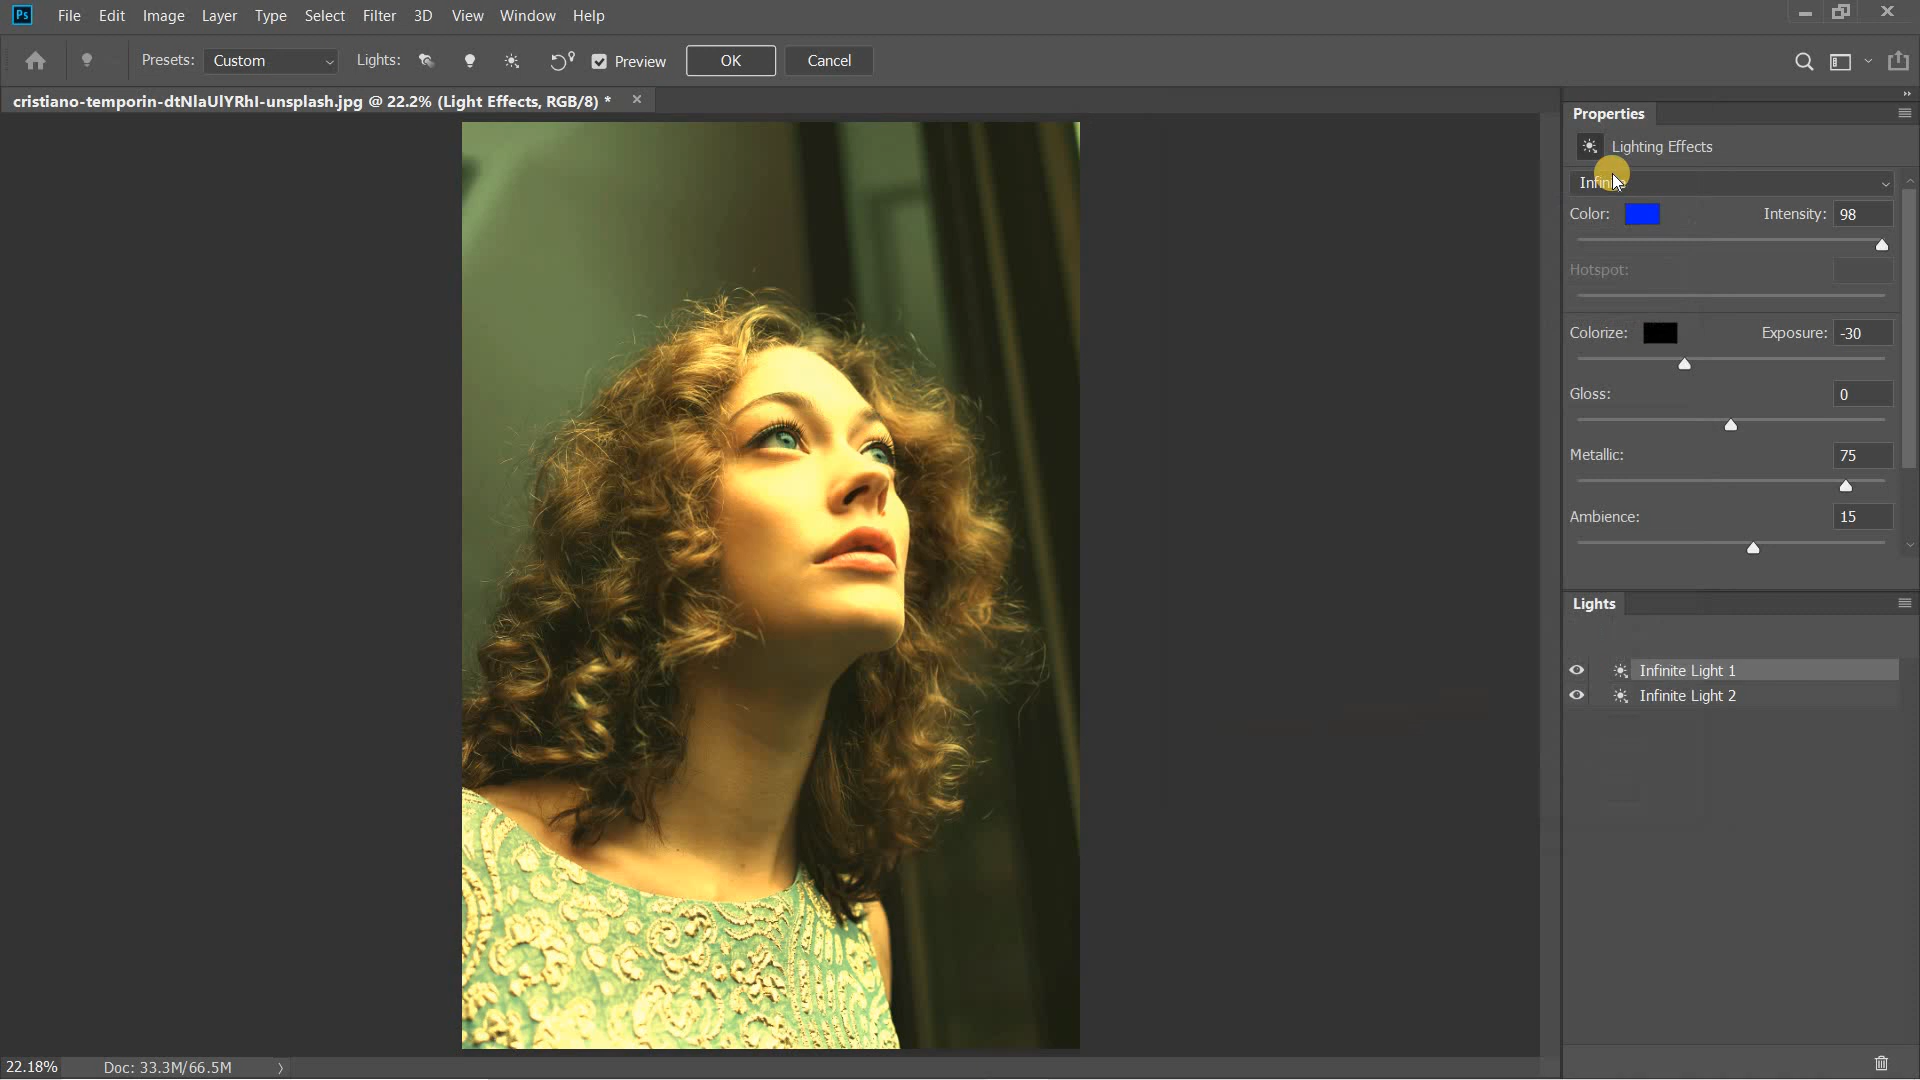 Ps File Edit Image Layer Type Select Filter 3D View Window Help
Presets: Custom Lights: Preview OK Cancel
cristiano-temporin-dtNlaUlYRhI-unsplash.jpg @ 22.2% (Light Effects, RGB/8) *
Properties
Lighting Effects
Infinite
Color: Intensity: 98
Hotspot:
Colorize: Exposure: -30
Gloss: 0
Metallic: 75
Ambience: 15
Lights
Infinite Light 1
Infinite Light 2
22.18% Doc: 33.3M/66.5M